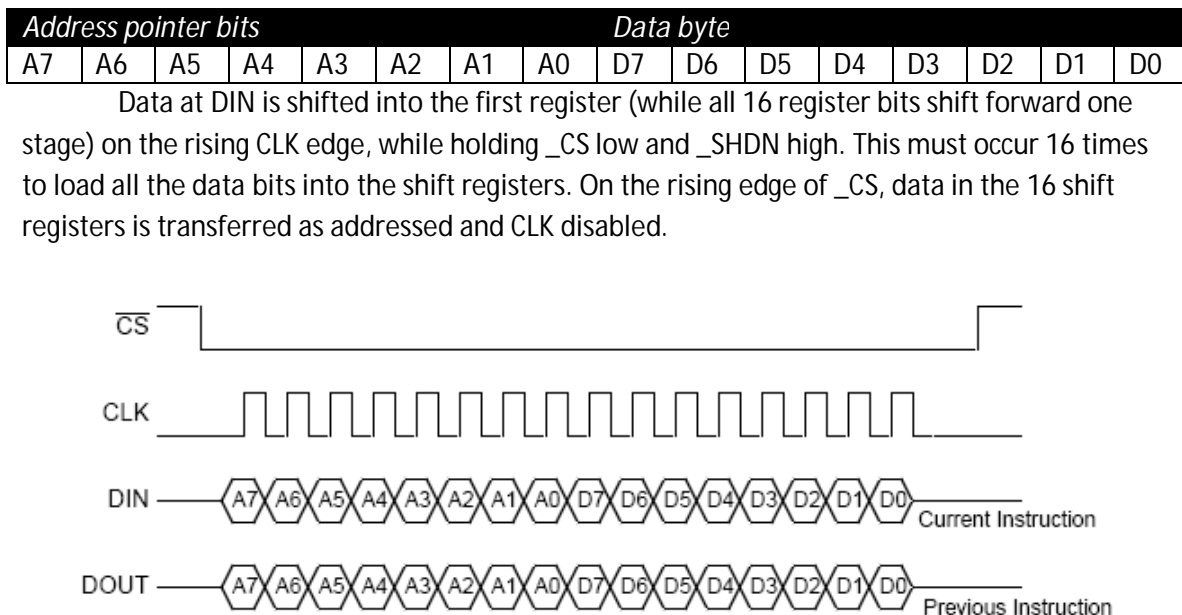 Address pointer bits Data byte
A7 A6 A5 A4 A3 A2 A1 A0 D7 D6 D5 D4 D3 D2 D1 D0
Data at DIN is shifted into the first register (while all 16 register bits shift forward one
stage) on the rising CLK edge, while holding _CS low and _SHDN high. This must occur 16 times
to load all the data bits into the shift registers. On the rising edge of _CS, data in the 16 shift
registers is transferred as addressed and CLK disabled.
C̅S̅
CLK
DIN A7 A6 A5 A4 A3 A2 A1 A0 D7 D6 D5 D4 D3 D2 D1 D0 Current Instruction
DOUT A7 A6 A5 A4 A3 A2 A1 A0 D7 D6 D5 D4 D3 D2 D1 D0 Previous Instruction